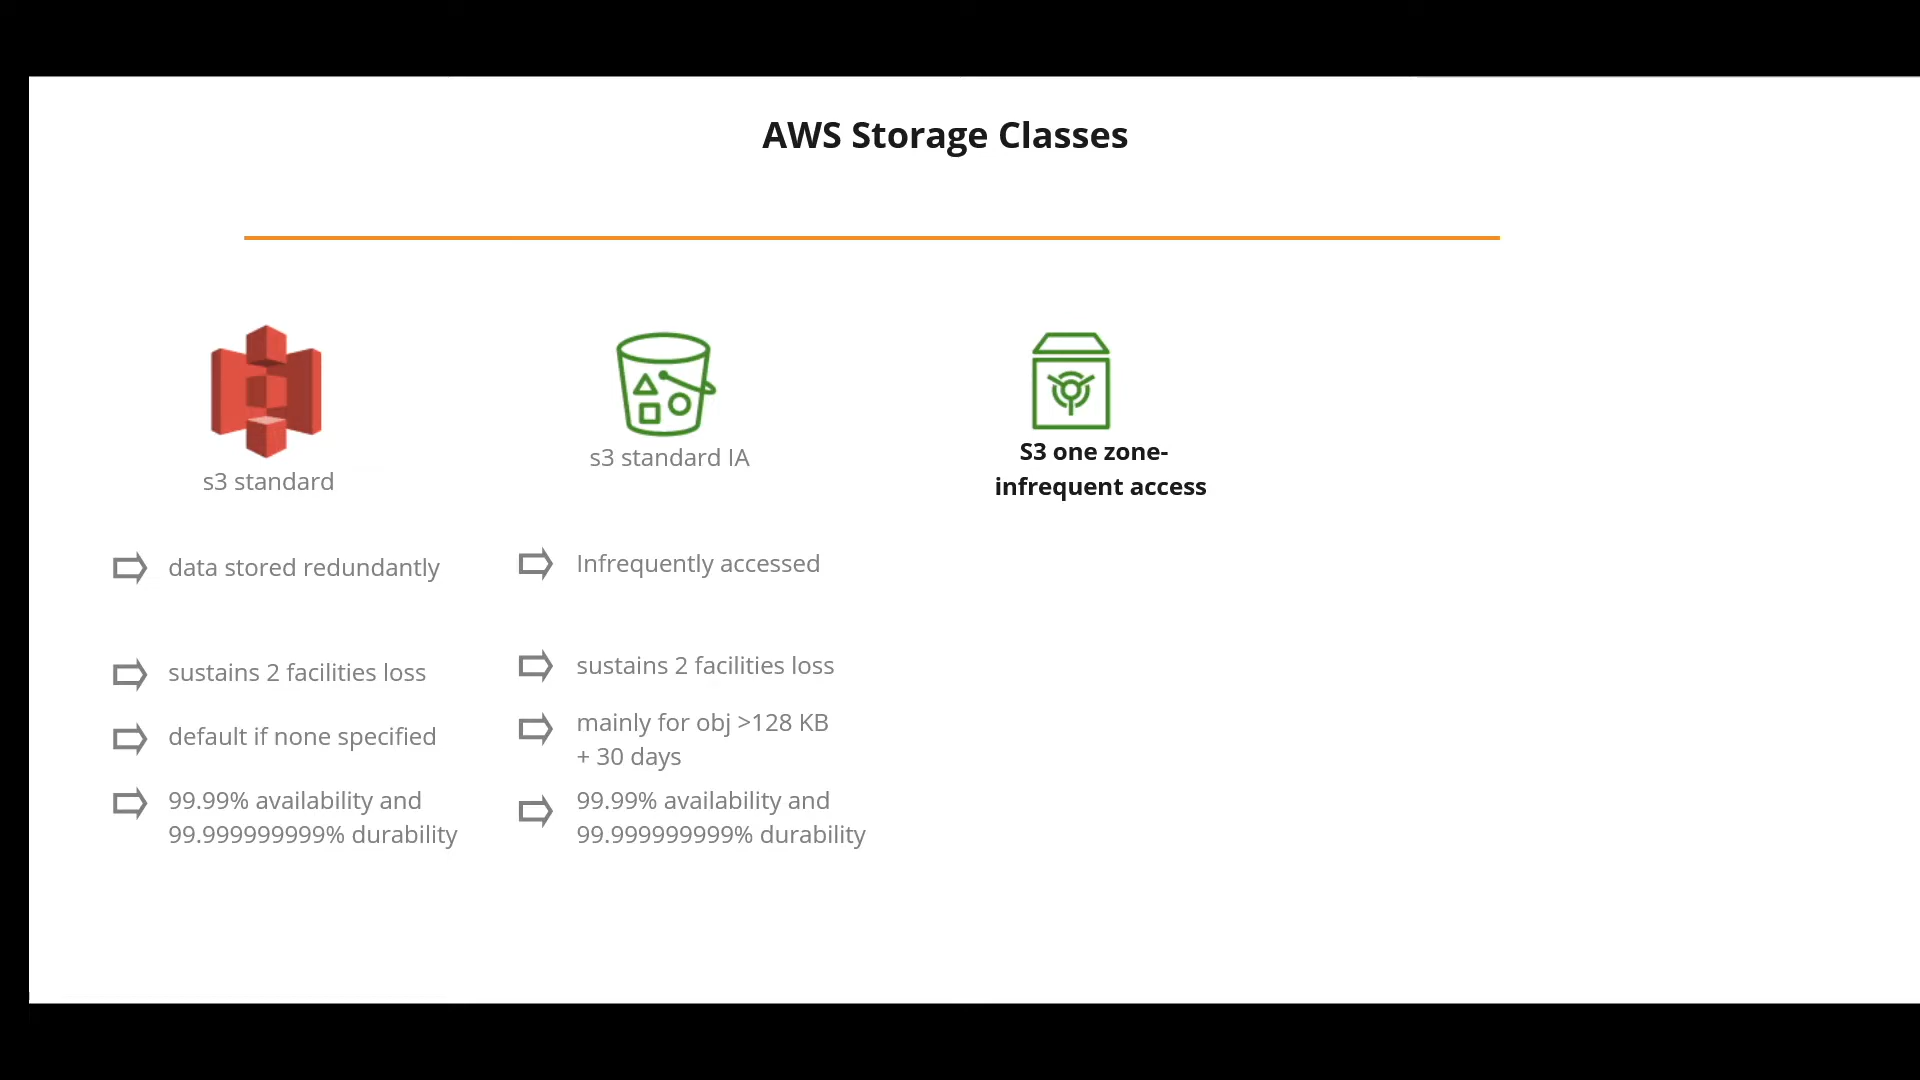 AWS Storage Classes
s3 standard
data stored redundantly
sustains 2 facilities loss
default if none specified
99.99% availability and
99.999999999% durability
s3 standard IA
Infrequently accessed
sustains 2 facilities loss
mainly for obj >128 KB
+ 30 days
99.99% availability and
99.999999999% durability
S3 one zone-
infrequent access